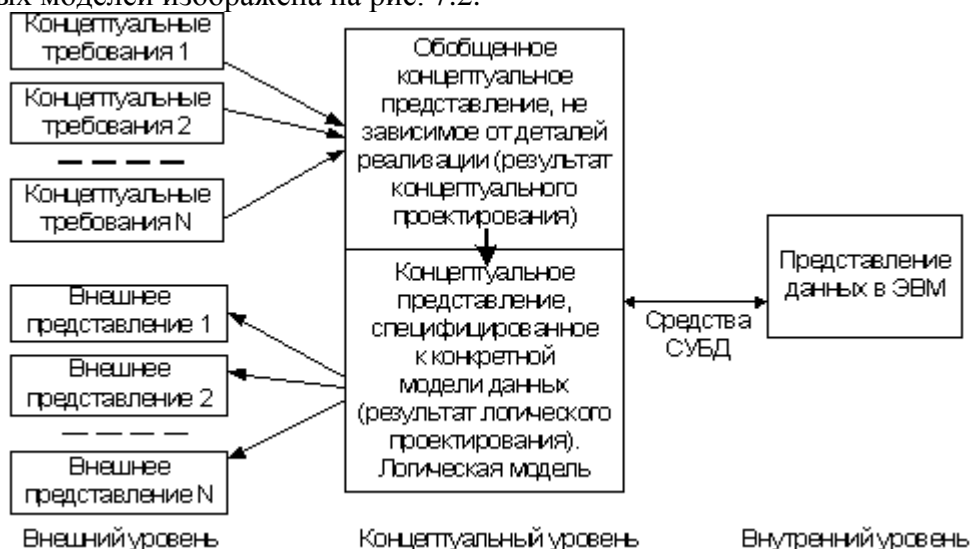 моделей изображена на рис. 7.2.
Концептуальные
требования 1
Концептуальные
требования 2
Концептуальные
требования N
Внешнее
представление 1
Внешнее
представление 2
Внешнее
представление N
Внешний уровень
Обобщенное
концептуальное
представление, не
зависимое от деталей
реализации (результат
концептуального
проектирования)
Концептуальное
представление,
специфицированное
к конкретной
модели данных
(результат логического
проектирования).
Логическая модель
Концептуальный уровень
Средства
СУБД
Представление
данных в ЭВМ
Внутренний уровень